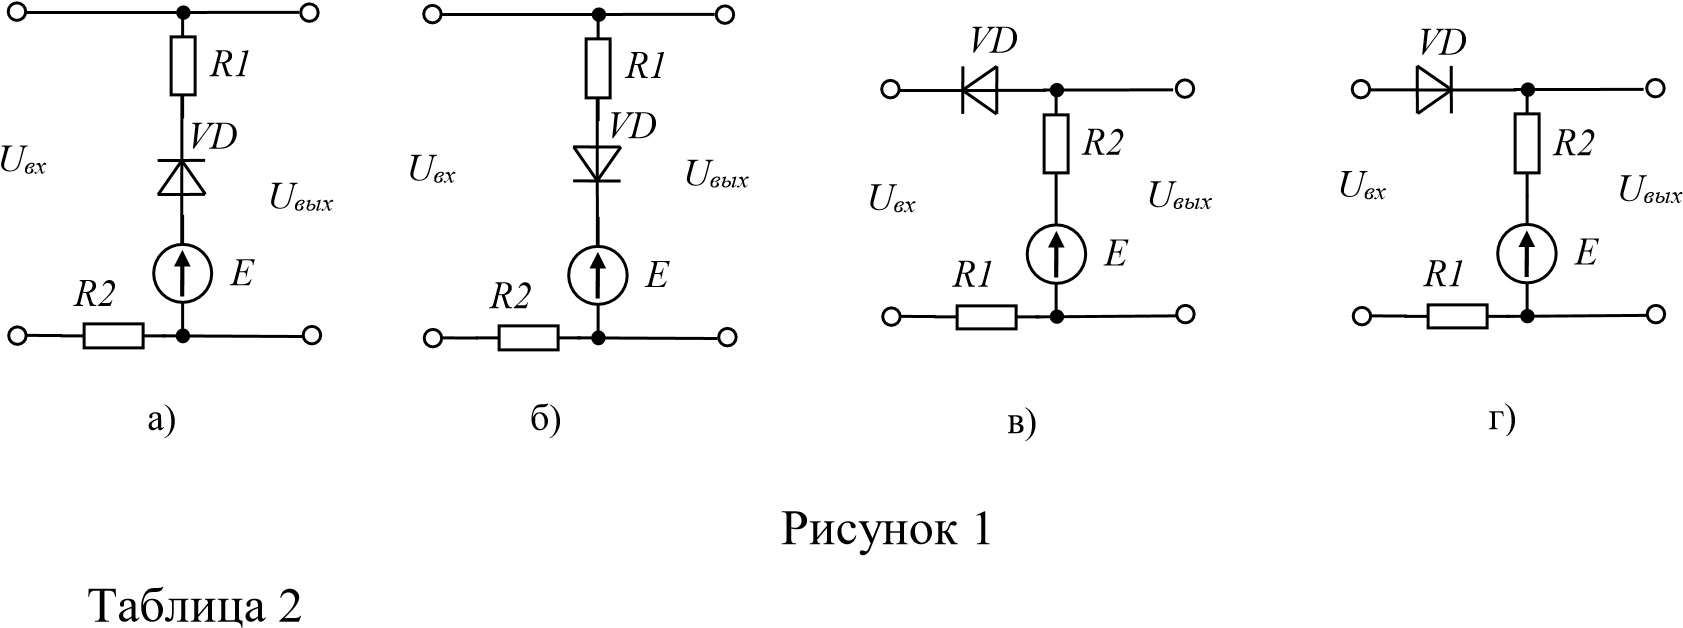 R1
VD
Uвх
Uвых
E
R2
а)
R1
VD
Uвх
Uвых
E
R2
б)
VD
R2
Uвх
Uвых
E
R1
в)
VD
R2
Uвх
Uвых
E
R1
г)
Рисунок 1
Таблица 2